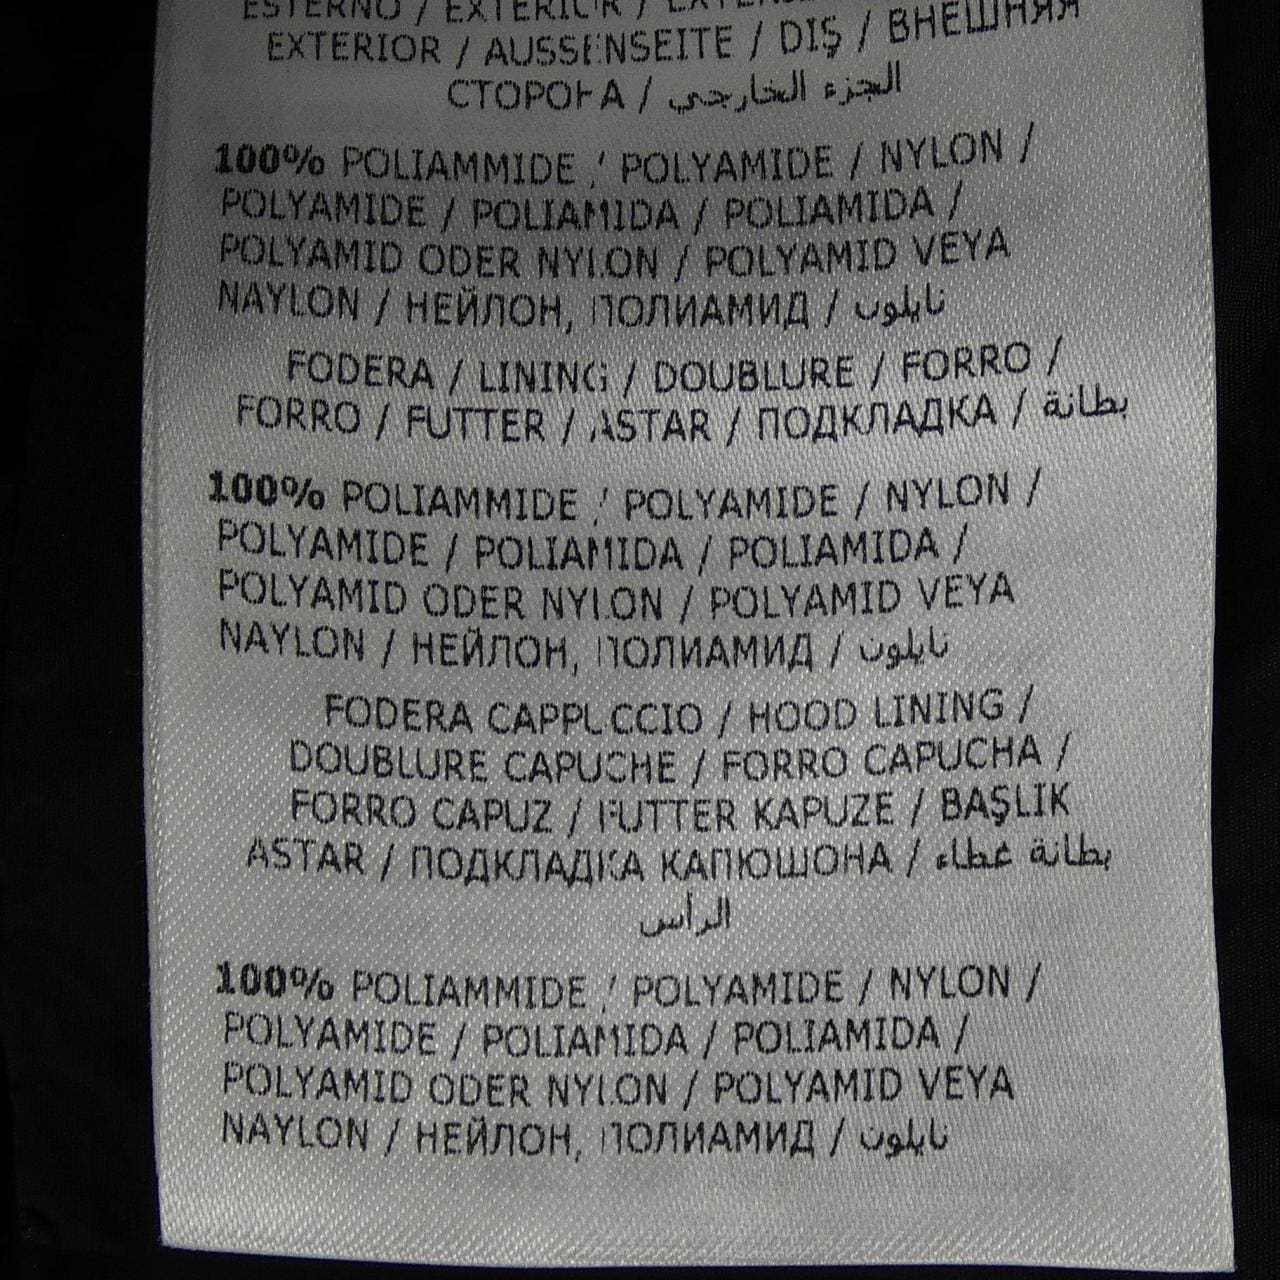 ESTERNO / EXTERIOR /
EXTERIOR / AUSSENSEITE / DIŞ / ВНЕШНЯЯ
СТОРОНА / الجزء الخارجي
100% POLIAMMIDE / POLYAMIDE / NYLON /
POLYAMIDE / POLIAMIDA / POLIAMIDA /
POLYAMID ODER NYLON / POLYAMID VEYA
NAYLON / НЕЙЛОН, ПОЛИАМИД / نايلون
FODERA / LINING / DOUBLURE / FORRO /
FORRO / FUTTER / ASTAR / ПОДКЛАДКА / بطانة
100% POLIAMMIDE / POLYAMIDE / NYLON /
POLYAMIDE / POLIAMIDA / POLIAMIDA /
POLYAMID ODER NYLON / POLYAMID VEYA
NAYLON / НЕЙЛОН, ПОЛИАМИД / نايلون
FODERA CAPPUCCIO / HOOD LINING /
DOUBLURE CAPUCHE / FORRO CAPUCHA /
FORRO CAPUZ / FUTTER KAPUZE / BAŞLIK
ASTAR / ПОДКЛАДКА КАПЮШОНА / بطانة غطاء
الرأس
100% POLIAMMIDE / POLYAMIDE / NYLON /
POLYAMIDE / POLIAMIDA / POLIAMIDA /
POLYAMID ODER NYLON / POLYAMID VEYA
NAYLON / НЕЙЛОН, ПОЛИАМИД / نايلون